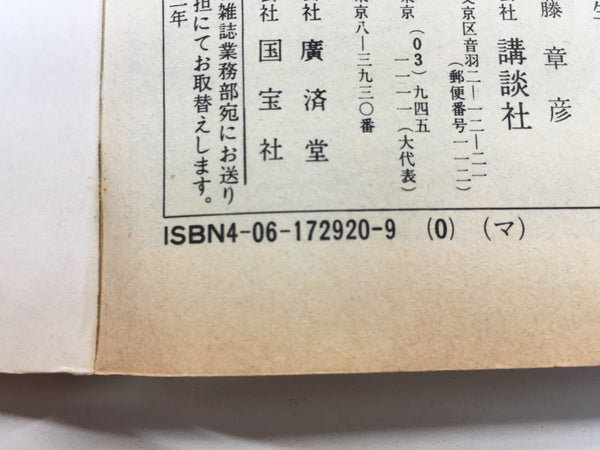 藤章彦
講談社
京区音羽二—一二—二一
(郵便番号一一二)
京(03)九四五
一一一一(大代表)
京八—三九三〇番
社 廣済堂
会社 国宝社
雑誌業務部宛にお送り
担にてお取替えします。
一年
ISBN4-06-172920-9 (0) (マ)